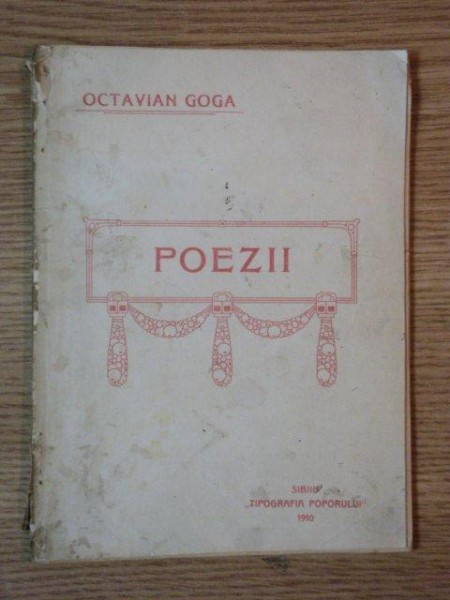 OCTAVIAN GOGA
POEZII
SIBIIU
„TIPOGRAFIA POPORULUI“
1910